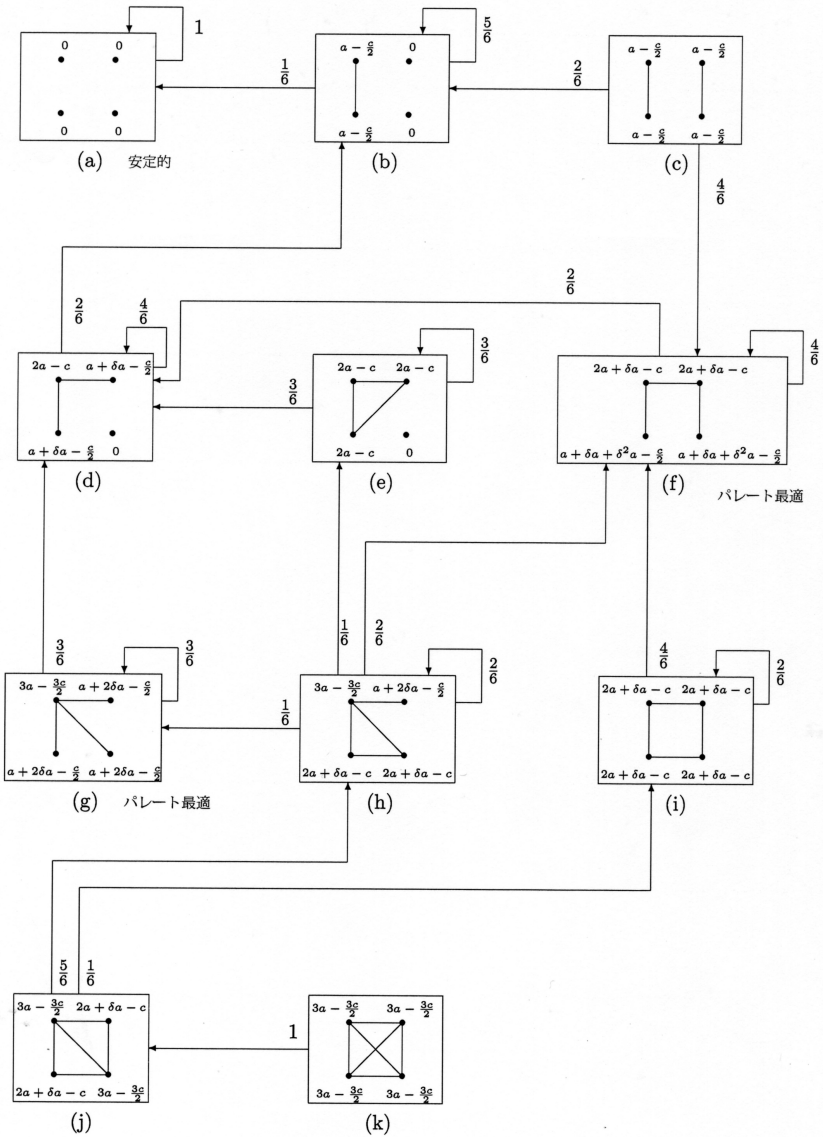 0 0 1
0 0
(a) 安定的
1/6
a − c/2 0 5/6
a − c/2 0
(b)
2/6
a − c/2 a − c/2
a − c/2 a − c/2
(c)
4/6
2/6
4/6
2/6
2a − c a + δa − c/2
a + δa − c/2 0
(d)
3/6
2a − c 2a − c 3/6
2a − c 0
(e)
2a + δa − c 2a + δa − c 4/6
a + δa + δ²a − c/2 a + δa + δ²a − c/2
(f)
パレート最適
3/6
3/6
3a − 3c/2 a + 2δa − c/2
a + 2δa − c/2 a + 2δa − c/2
(g) パレート最適
1/6
1/6 2/6
3a − 3c/2 a + 2δa − c/2 2/6
2a + δa − c 2a + δa − c
(h)
4/6
2a + δa − c 2a + δa − c 2/6
2a + δa − c 2a + δa − c
(i)
5/6 1/6
3a − 3c/2 2a + δa − c
2a + δa − c 3a − 3c/2
(j)
1
3a − 3c/2 3a − 3c/2
3a − 3c/2 3a − 3c/2
(k)